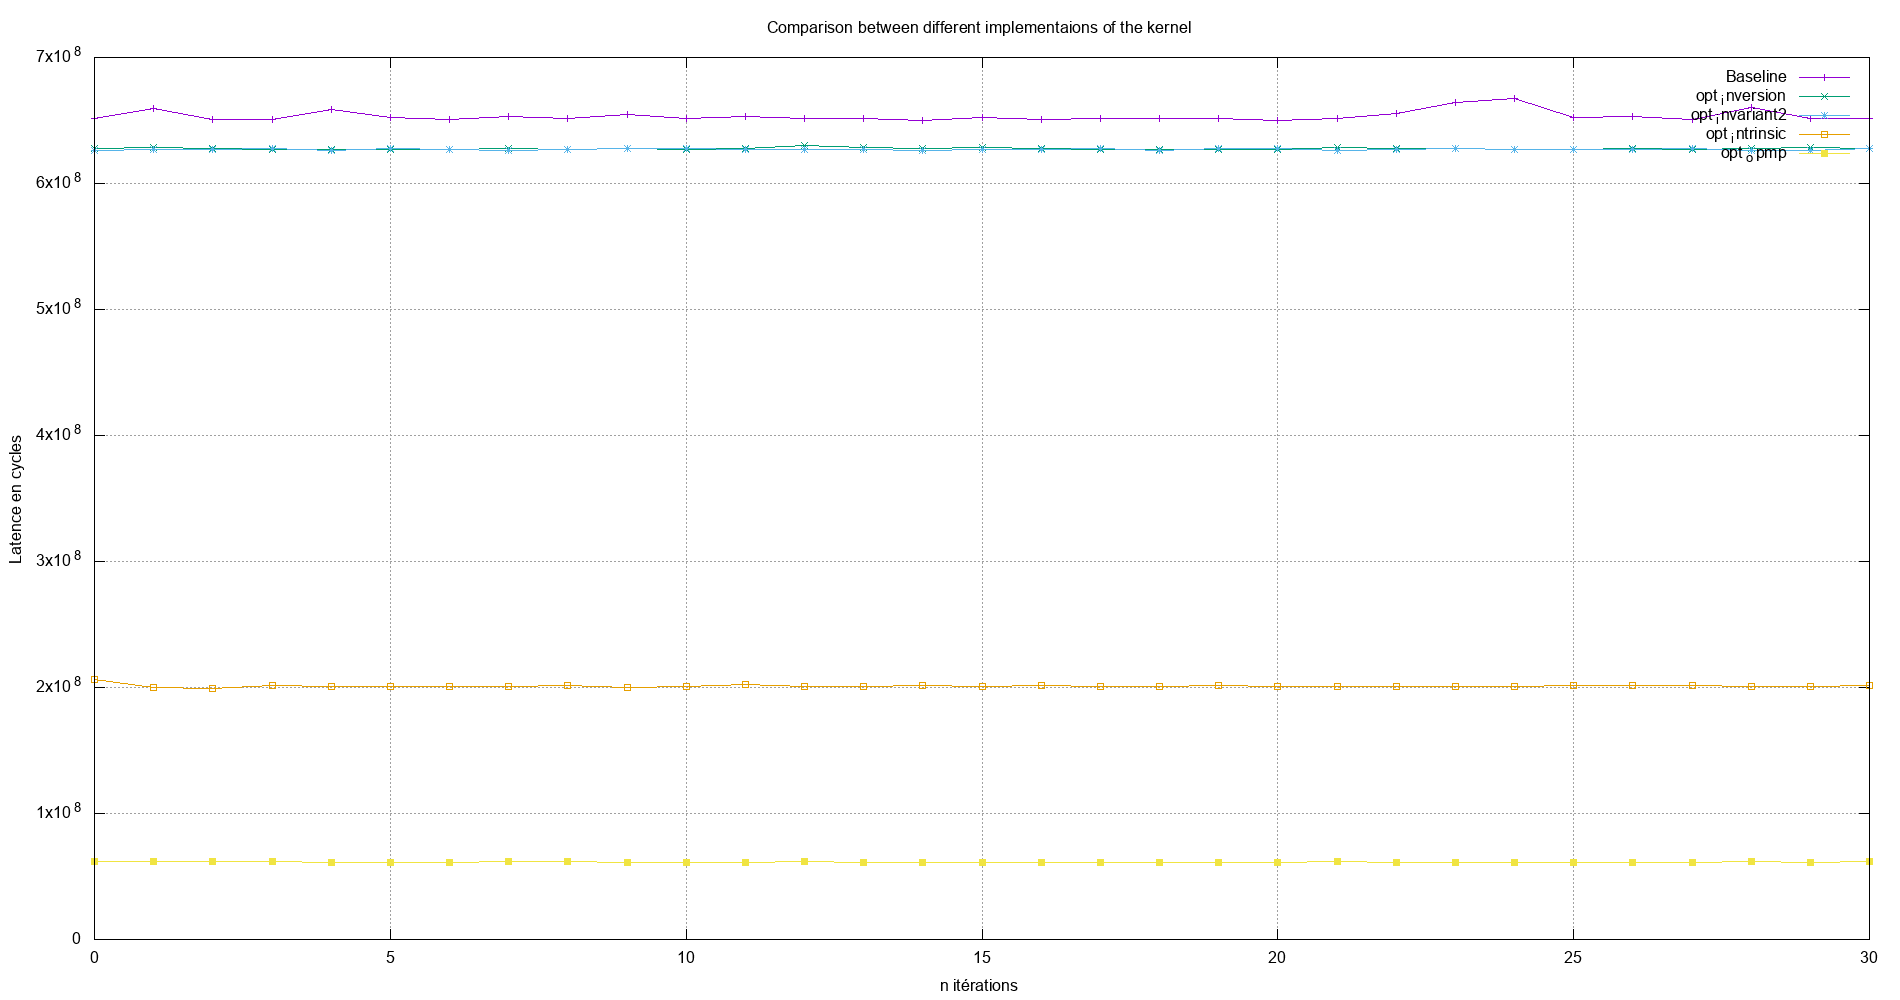 Comparison between different implementaions of the kernel
7x10^8
6x10^8
5x10^8
4x10^8
3x10^8
2x10^8
1x10^8
0
Latence en cycles
Baseline
opt_inversion
opt_invariant2
opt_intrinsic
opt_opmp
0 5 10 15 20 25 30
n itérations